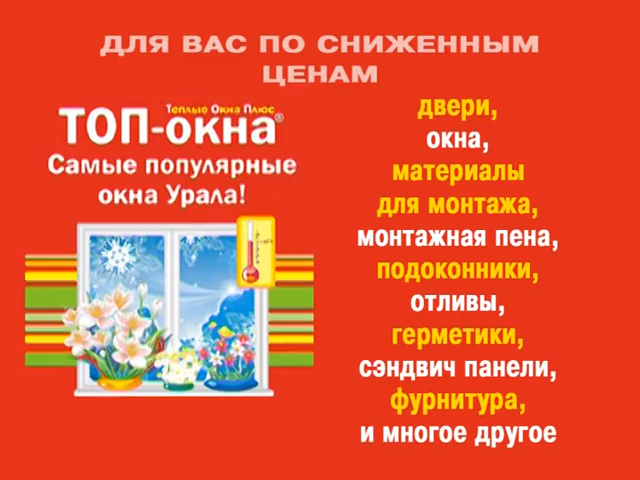 ДЛЯ ВАС ПО СНИЖЕННЫМ
ЦЕНАМ
Теплые Окна Плюс
ТОП-окна®
Самые популярные
окна Урала!
двери,
окна,
материалы
для монтажа,
монтажная пена,
подоконники,
отливы,
герметики,
сэндвич панели,
фурнитура,
и многое другое